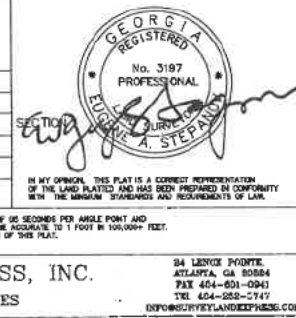 GEORGIA
REGISTERED
No. 3197
PROFESSIONAL
LAND SURVEYOR
EUGENE A. STEPANOV
SECTION
IN MY OPINION, THIS PLAT IS A CORRECT REPRESENTATION
OF THE LAND PLATTED AND HAS BEEN PREPARED IN CONFORMITY
WITH THE MINIMUM STANDARDS AND REQUIREMENTS OF LAW.
OF 05 SECONDS PER ANGLE POINT AND
BE ACCURATE TO 1 FOOT IN 100,000+ FEET.
OF THIS PLAT.
SS, INC.
ES
24 LENOX POINTE
ATLANTA, GA 30324
FAX 404-601-0941
TEL 404-252-5747
INFO@SURVEYLANDEXPRESS.COM